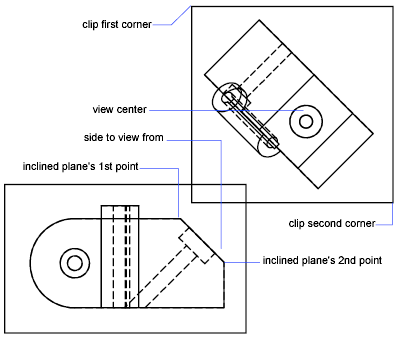 clip first corner
view center
side to view from
inclined plane's 1st point
clip second corner
inclined plane's 2nd point